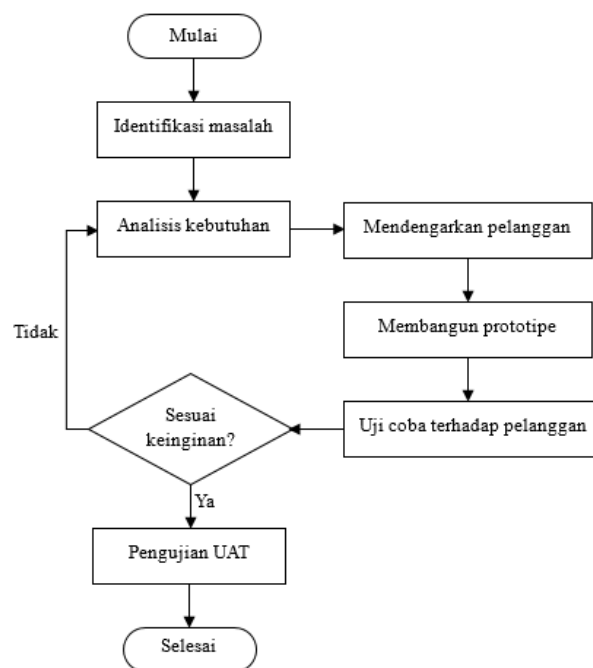 Mulai
Identifikasi masalah
Analisis kebutuhan
Mendengarkan pelanggan
Membangun prototipe
Uji coba terhadap pelanggan
Sesuai
keinginan?
Tidak
Ya
Pengujian UAT
Selesai